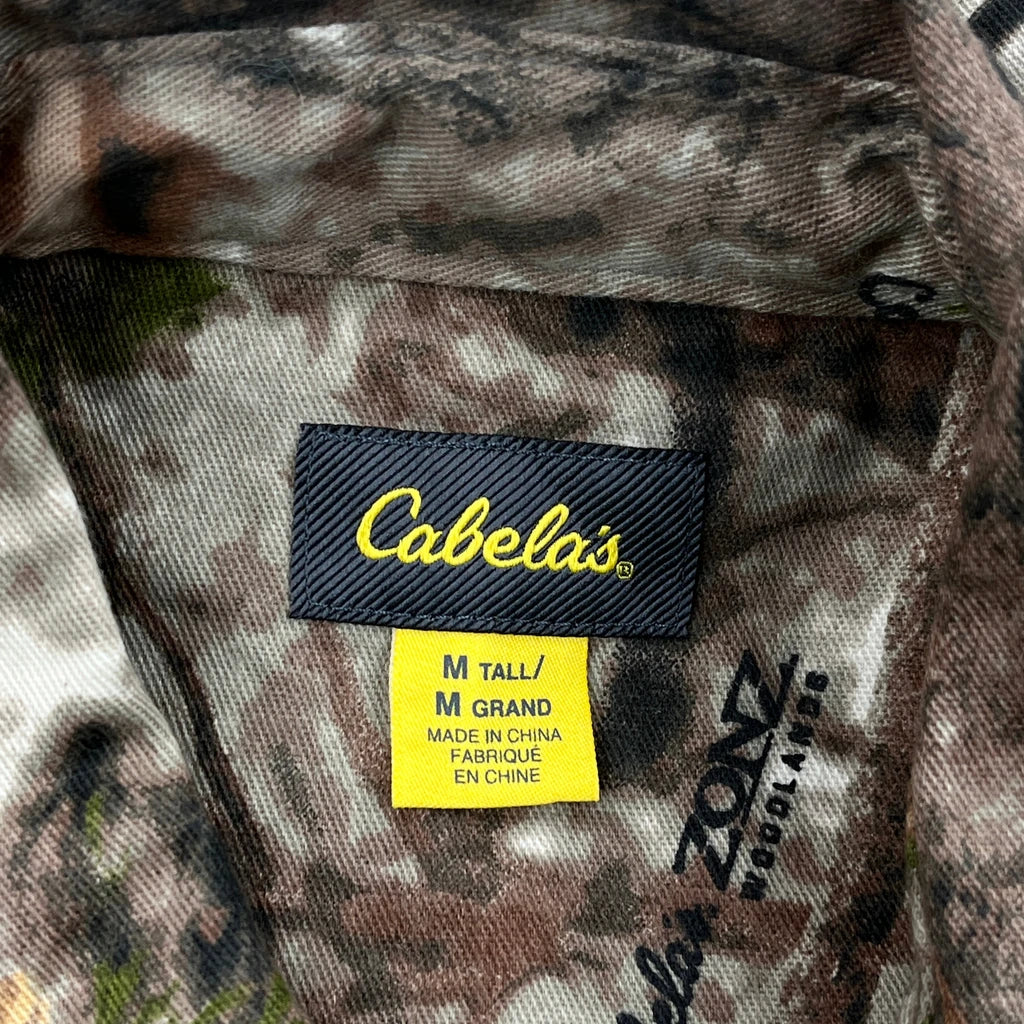 Cabela's®
M TALL/
M GRAND
MADE IN CHINA
FABRIQUÉ
EN CHINE
ZONZ
WOODLANDS